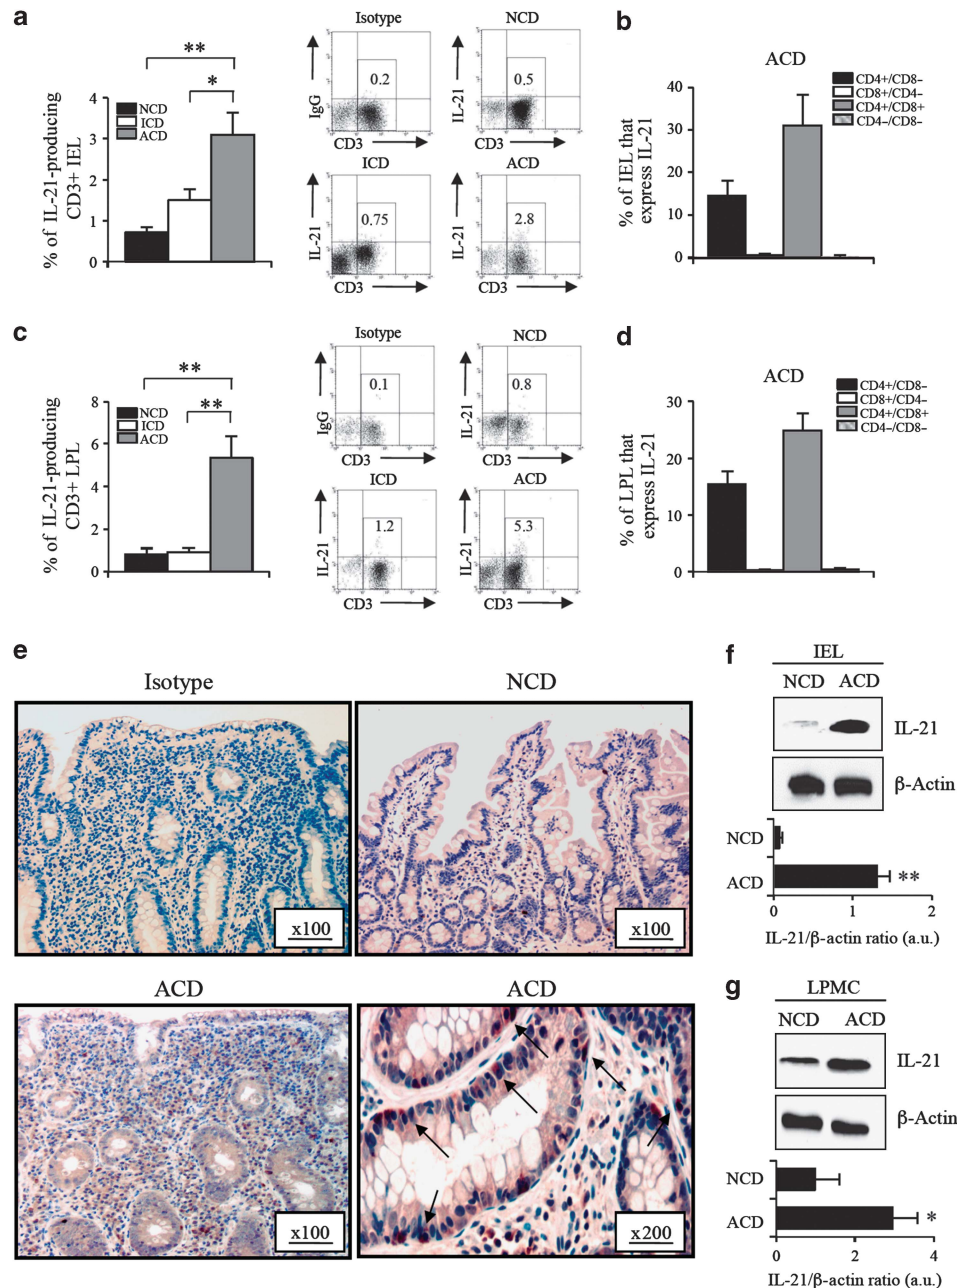 a
**
*
% of IL-21-producing
CD3+ IEL
4
3
2
1
0
NCD
ICD
ACD
Isotype
IgG
0.2
CD3
NCD
IL-21
0.5
CD3
ICD
IL-21
0.75
CD3
ACD
IL-21
2.8
CD3
b
ACD
% of IEL that
express IL-21
40
30
20
10
0
CD4+/CD8−
CD8+/CD4−
CD4+/CD8+
CD4−/CD8−
c
**
**
% of IL-21-producing
CD3+ LPL
8
6
4
2
0
NCD
ICD
ACD
Isotype
IgG
0.1
CD3
NCD
IL-21
0.8
CD3
ICD
IL-21
1.2
CD3
ACD
IL-21
5.3
CD3
d
ACD
% of LPL that
express IL-21
30
20
10
0
CD4+/CD8−
CD8+/CD4−
CD4+/CD8+
CD4−/CD8−
e
Isotype
x100
NCD
x100
ACD
x100
ACD
x200
f
IEL
NCD ACD
IL-21
β-Actin
NCD
ACD
**
0 1 2
IL-21/β-actin ratio (a.u.)
g
LPMC
NCD ACD
IL-21
β-Actin
NCD
ACD
*
0 2 4
IL-21/β-actin ratio (a.u.)